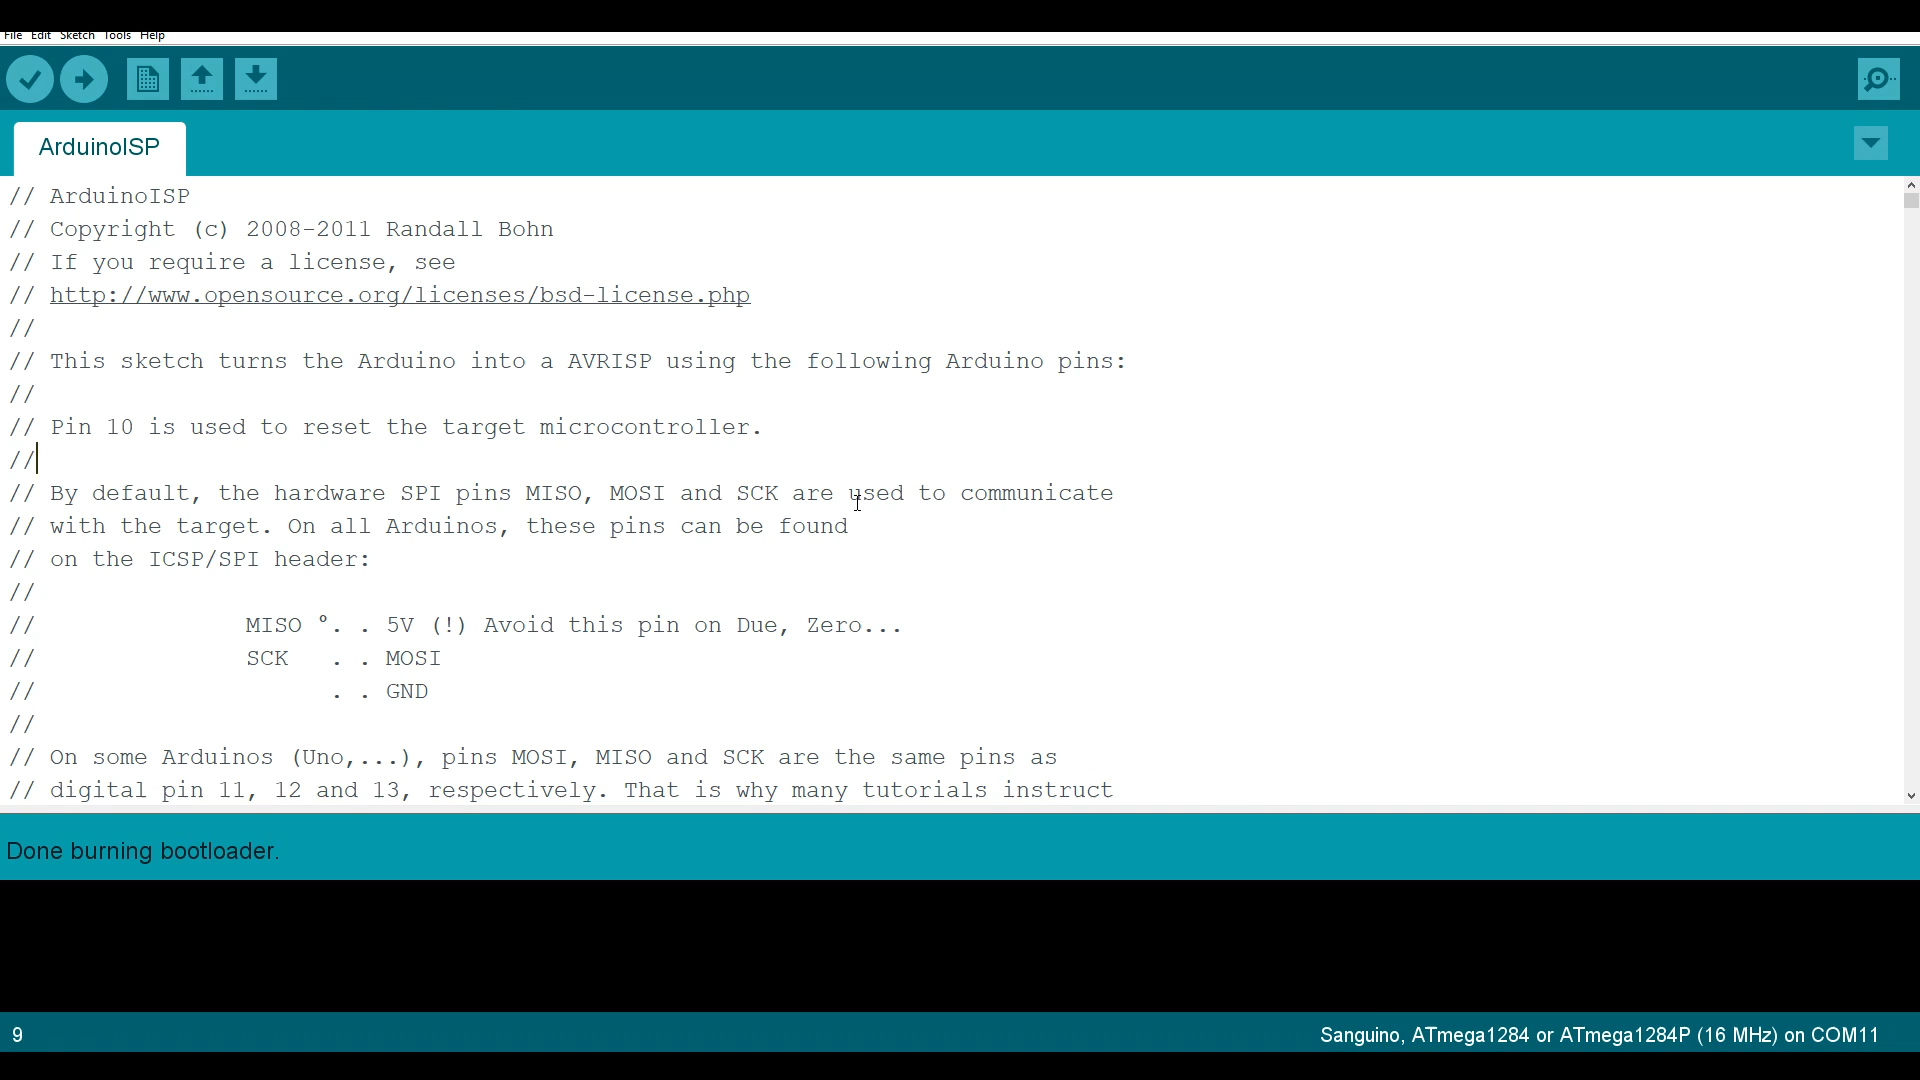 File Edit Sketch Tools Help
ArduinoISP
// ArduinoISP
// Copyright (c) 2008-2011 Randall Bohn
// If you require a license, see
// http://www.opensource.org/licenses/bsd-license.php
//
// This sketch turns the Arduino into a AVRISP using the following Arduino pins:
//
// Pin 10 is used to reset the target microcontroller.
//
// By default, the hardware SPI pins MISO, MOSI and SCK are used to communicate
// with the target. On all Arduinos, these pins can be found
// on the ICSP/SPI header:
//
// MISO °. . 5V (!) Avoid this pin on Due, Zero...
// SCK . . MOSI
// . . GND
//
// On some Arduinos (Uno,...), pins MOSI, MISO and SCK are the same pins as
// digital pin 11, 12 and 13, respectively. That is why many tutorials instruct
Done burning bootloader.
9
Sanguino, ATmega1284 or ATmega1284P (16 MHz) on COM11